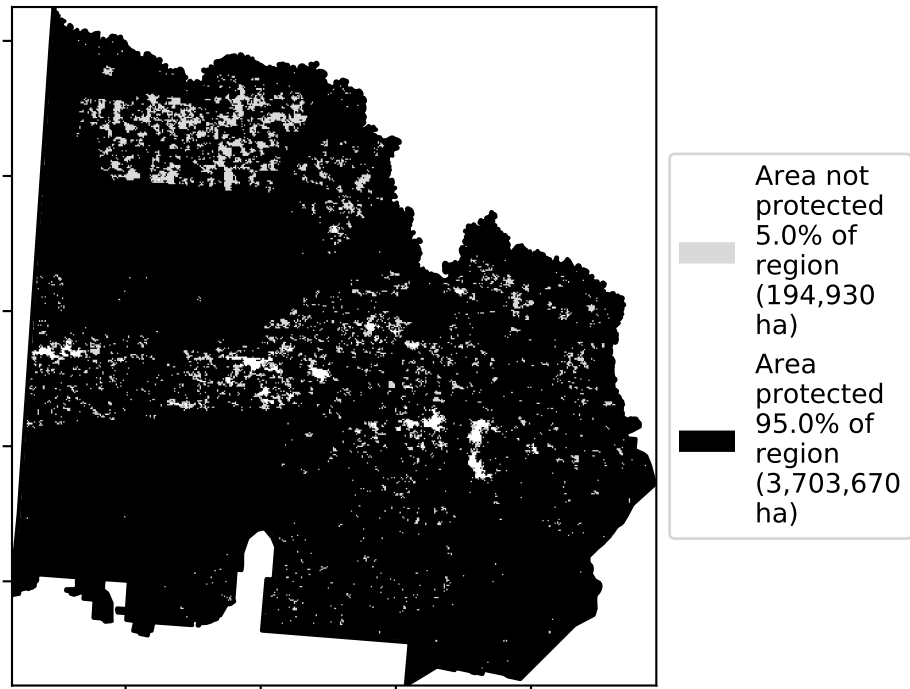 Area not
protected
5.0% of
region
(194,930
ha)
Area
protected
95.0% of
region
(3,703,670
ha)